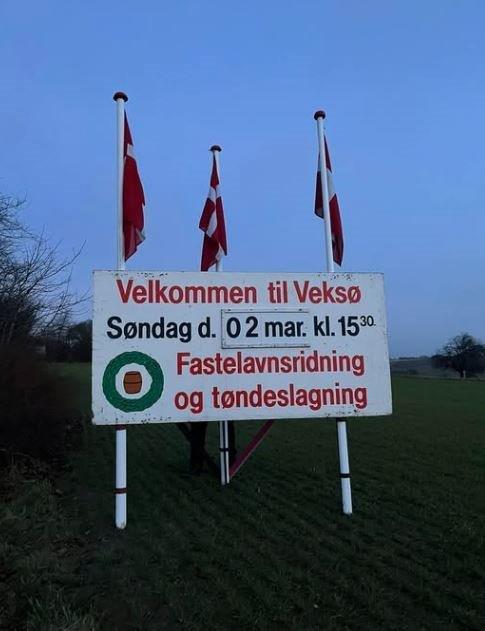 Velkommen til Veksø
Søndag d. 02 mar. kl. 15 30.
Fastelavnsridning
og tøndeslagning